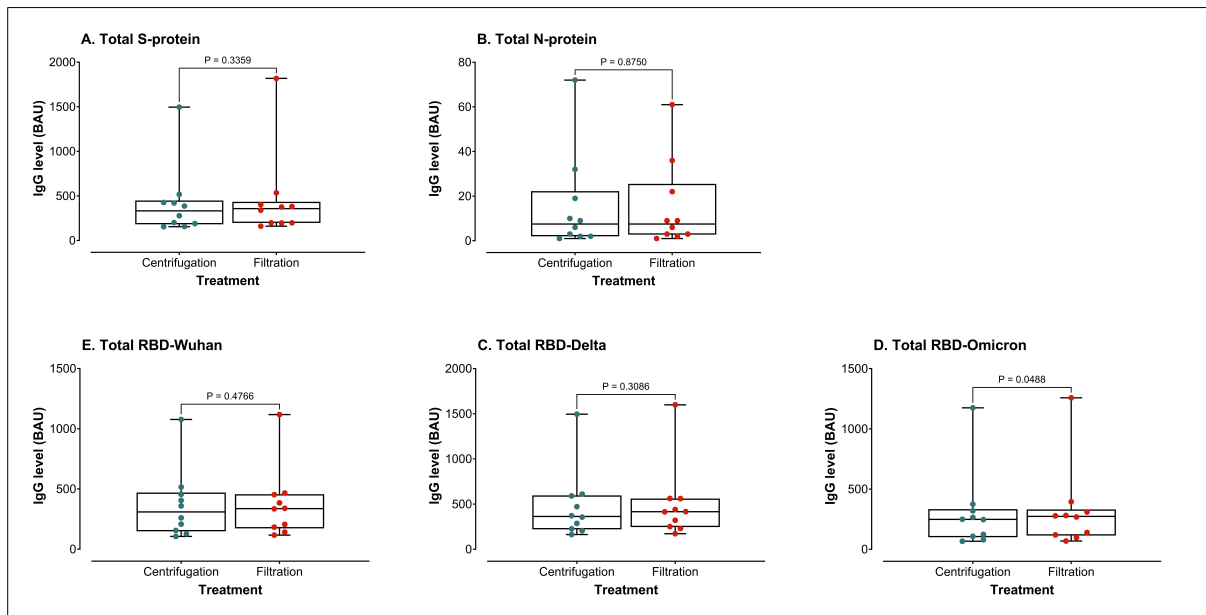 A. Total S-protein
P = 0.3359
2000
1500
1000
500
0
IgG level (BAU)
Centrifugation Filtration
Treatment
B. Total N-protein
P = 0.8750
80
60
40
20
0
IgG level (BAU)
Centrifugation Filtration
Treatment
E. Total RBD-Wuhan
P = 0.4766
1500
1000
500
0
IgG level (BAU)
Centrifugation Filtration
Treatment
C. Total RBD-Delta
P = 0.3086
2000
1500
1000
500
0
IgG level (BAU)
Centrifugation Filtration
Treatment
D. Total RBD-Omicron
P = 0.0488
1500
1000
500
0
IgG level (BAU)
Centrifugation Filtration
Treatment